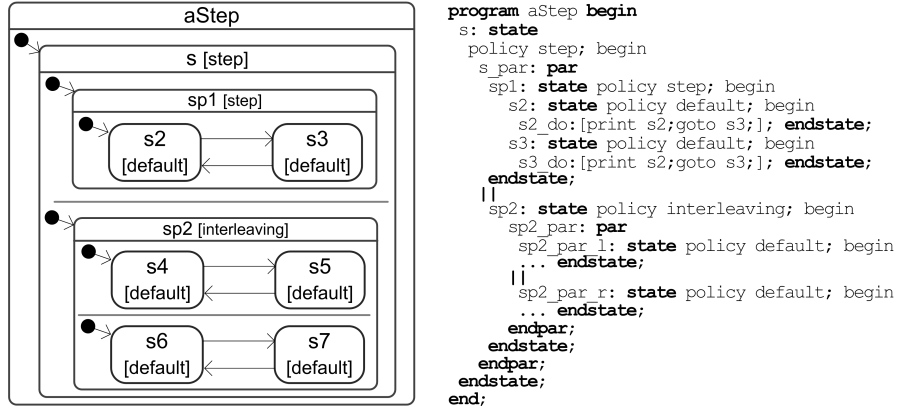 aStep
s [step]
sp1 [step]
s2
[default]
s3
[default]
sp2 [interleaving]
s4
[default]
s5
[default]
s6
[default]
s7
[default]
program aStep begin
s: state
policy step; begin
s_par: par
sp1: state policy step; begin
s2: state policy default; begin
s2_do:[print s2;goto s3;]; endstate;
s3: state policy default; begin
s3_do:[print s2;goto s3;]; endstate;
endstate;
||
sp2: state policy interleaving; begin
sp2_par: par
sp2_par_l: state policy default; begin
... endstate;
||
sp2_par_r: state policy default; begin
... endstate;
endpar;
endstate;
endpar;
endstate;
end;